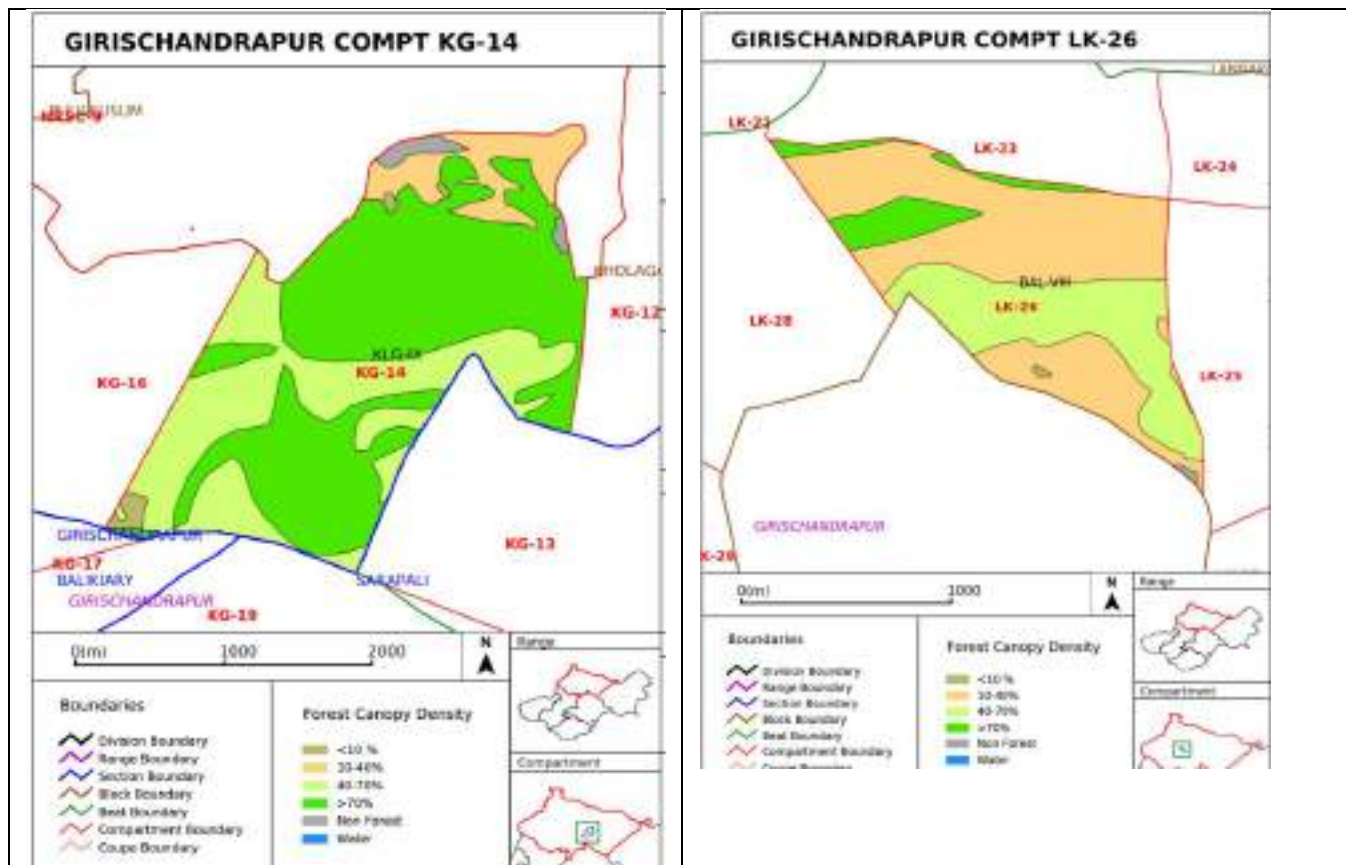 GIRISCHANDRAPUR COMPT KG-14
KG-12
KG-16
KG-14
KG-13
GIRISCHANDRAPUR
KG-17
BALIKIARY
SARAPALI
GIRISCHANDRAPUR
KG-19
0(m) 1000 2000
N
Range
Boundaries
Division Boundary
Range Boundary
Section Boundary
Block Boundary
Beat Boundary
Compartment Boundary
Coupe Boundary
Forest Canopy Density
<10 %
10-40%
40-70%
>70%
Non Forest
Water
Compartment
GIRISCHANDRAPUR COMPT LK-26
LK-23
LK-24
BAL-VIII
LK-26
LK-28
LK-25
GIRISCHANDRAPUR
0(m) 1000
N
Range
Boundaries
Division Boundary
Range Boundary
Section Boundary
Block Boundary
Beat Boundary
Compartment Boundary
Forest Canopy Density
<10 %
10-40%
40-70%
>70%
Non Forest
Water
Compartment